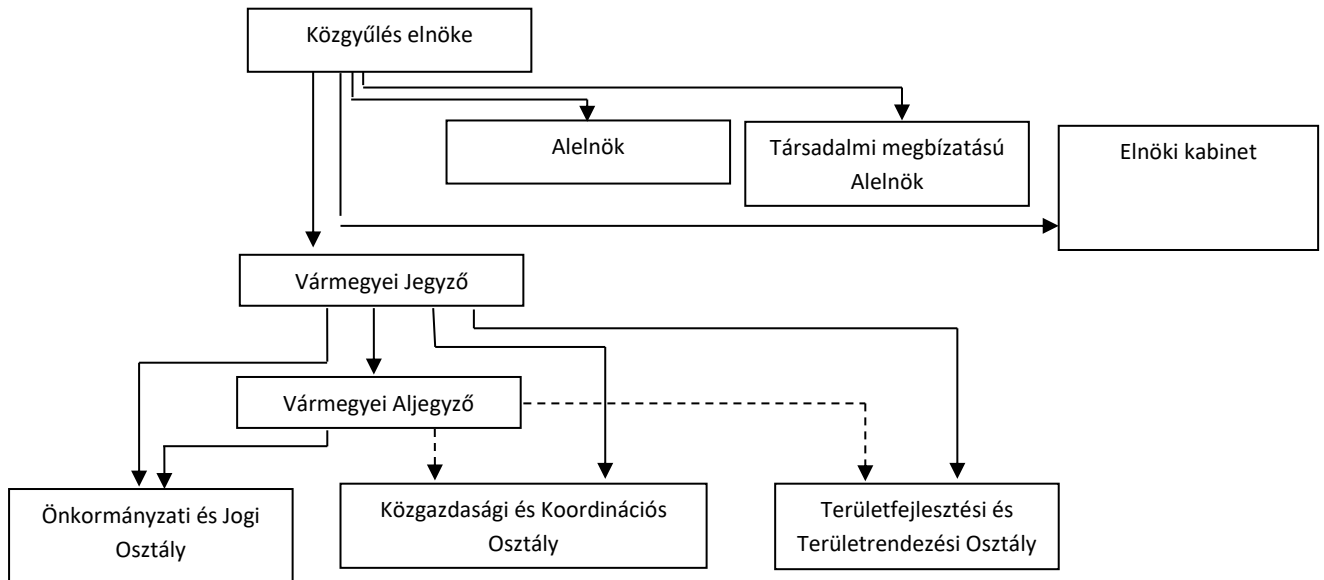 Közgyűlés elnöke
Alelnök
Társadalmi megbízatású
Alelnök
Elnöki kabinet
Vármegyei Jegyző
Vármegyei Aljegyző
Önkormányzati és Jogi
Osztály
Közgazdasági és Koordinációs
Osztály
Területfejlesztési és
Területrendezési Osztály